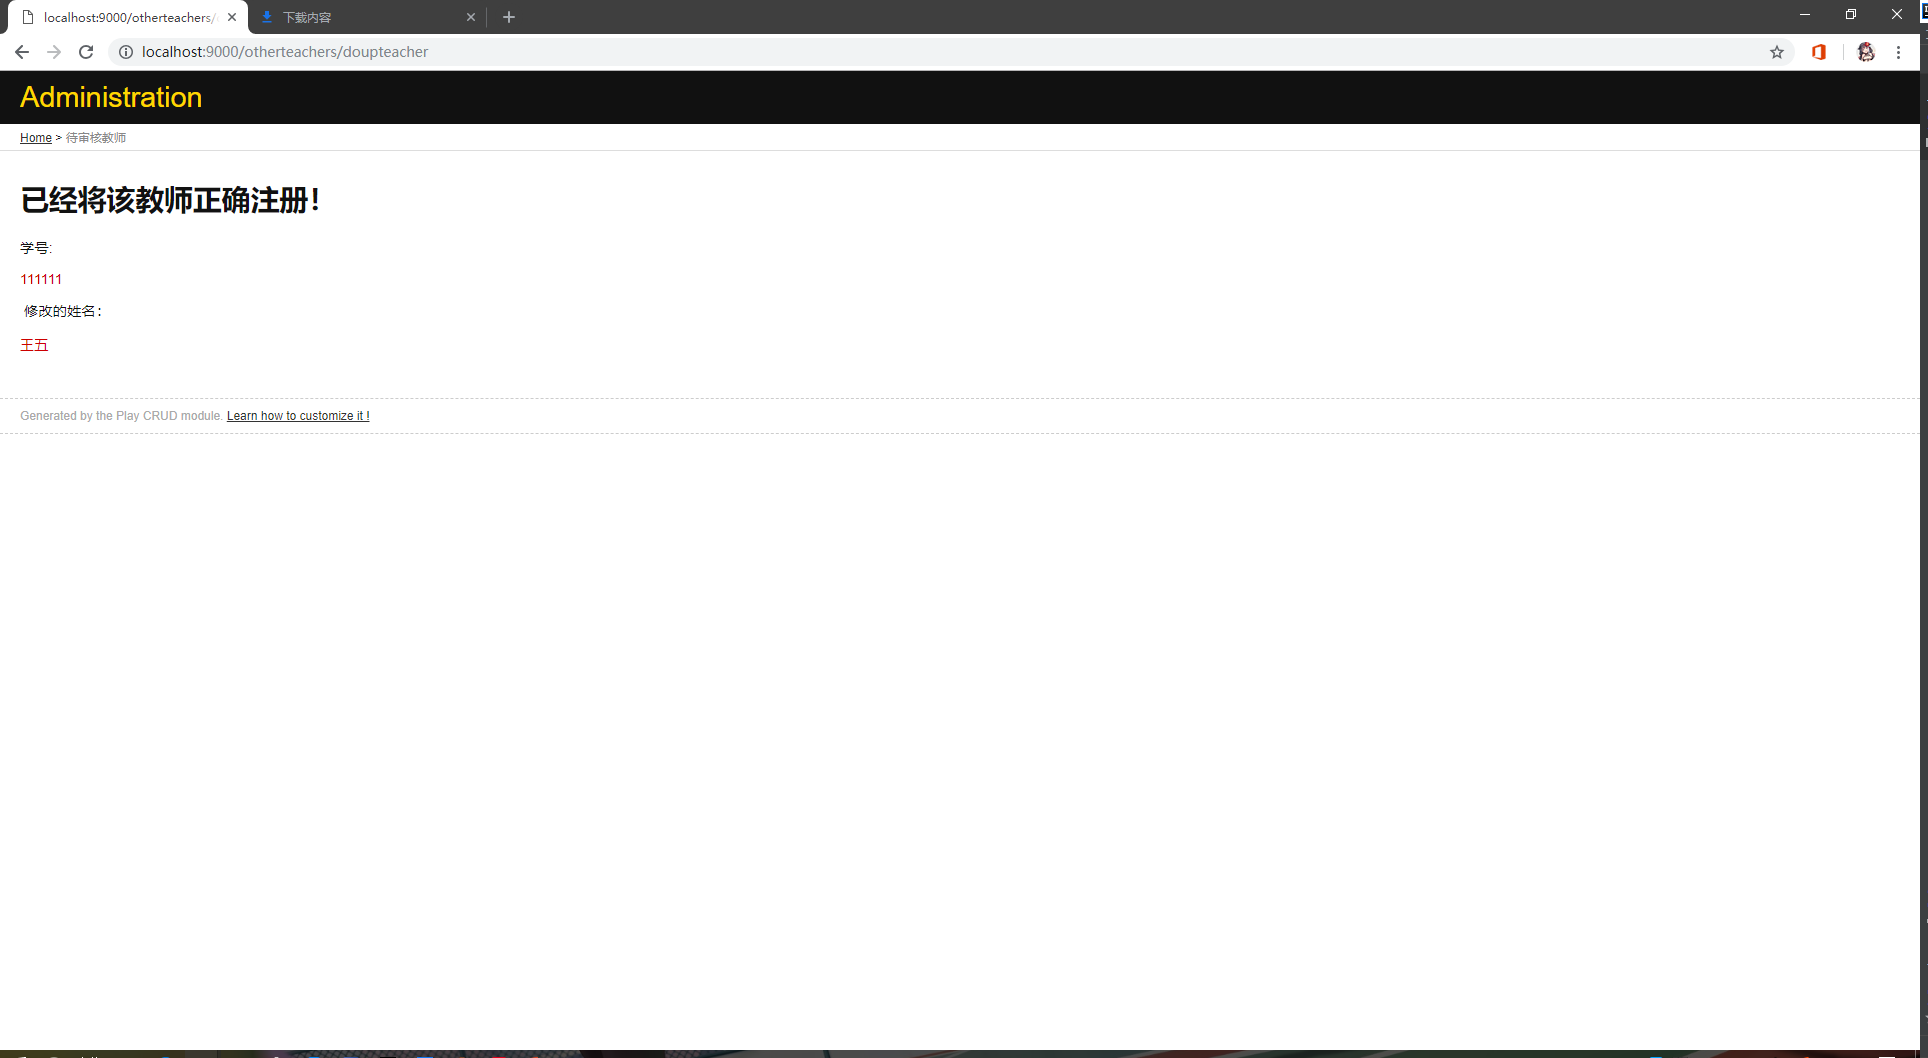 localhost:9000/otherteachers/
下载内容
localhost:9000/otherteachers/doupteacher
Administration
Home > 待审核教师
已经将该教师正确注册！
学号:
111111
修改的姓名：
王五
Generated by the Play CRUD module. Learn how to customize it !